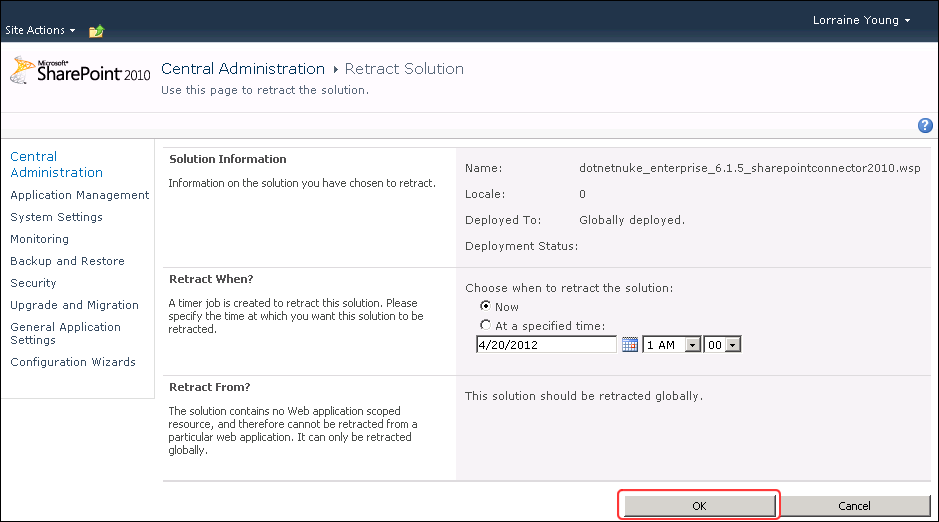 Lorraine Young
Site Actions
Microsoft
SharePoint 2010
Central Administration
Retract Solution
Use this page to retract the solution.
Central
Administration
Application Management
System Settings
Monitoring
Backup and Restore
Security
Upgrade and Migration
General Application
Settings
Configuration Wizards
Solution Information
Information on the solution you have chosen to retract.
Name: dotnetnuke_enterprise_6.1.5_sharepointconnector2010.wsp
Locale: 0
Deployed To: Globally deployed.
Deployment Status:
Retract When?
A timer job is created to retract this solution. Please
specify the time at which you want this solution to be
retracted.
Choose when to retract the solution:
Now
At a specified time:
4/20/2012 1 AM 00
Retract From?
The solution contains no Web application scoped
resource, and therefore cannot be retracted from a
particular web application. It can only be retracted
globally.
This solution should be retracted globally.
OK Cancel